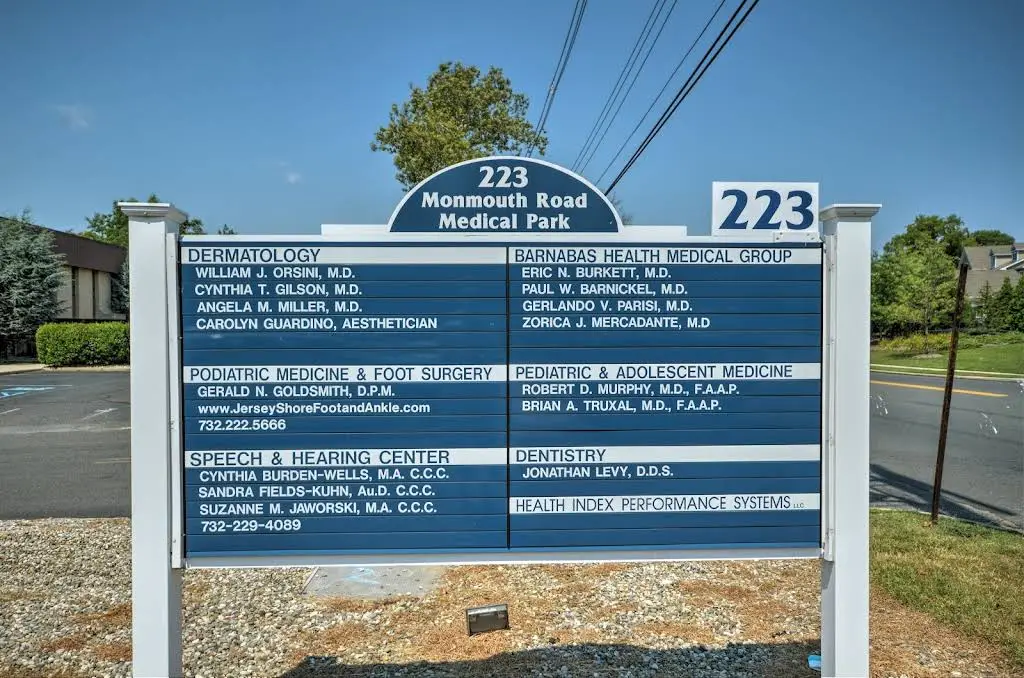 223
Monmouth Road
Medical Park
223
DERMATOLOGY
WILLIAM J. ORSINI, M.D.
CYNTHIA T. GILSON, M.D.
ANGELA M. MILLER, M.D.
CAROLYN GUARDINO, AESTHETICIAN
PODIATRIC MEDICINE & FOOT SURGERY
GERALD N. GOLDSMITH, D.P.M.
www.JerseyShoreFootandAnkle.com
732.222.5666
SPEECH & HEARING CENTER
CYNTHIA BURDEN-WELLS, M.A. C.C.C.
SANDRA FIELDS-KUHN, Au.D. C.C.C.
SUZANNE M. JAWORSKI, M.A. C.C.C.
732-229-4089
BARNABAS HEALTH MEDICAL GROUP
ERIC N. BURKETT, M.D.
PAUL W. BARNICKEL, M.D.
GERLANDO V. PARISI, M.D.
ZORICA J. MERCADANTE, M.D
PEDIATRIC & ADOLESCENT MEDICINE
ROBERT D. MURPHY, M.D., F.A.A.P.
BRIAN A. TRUXAL, M.D., F.A.A.P.
DENTISTRY
JONATHAN LEVY, D.D.S.
HEALTH INDEX PERFORMANCE SYSTEMS LLC